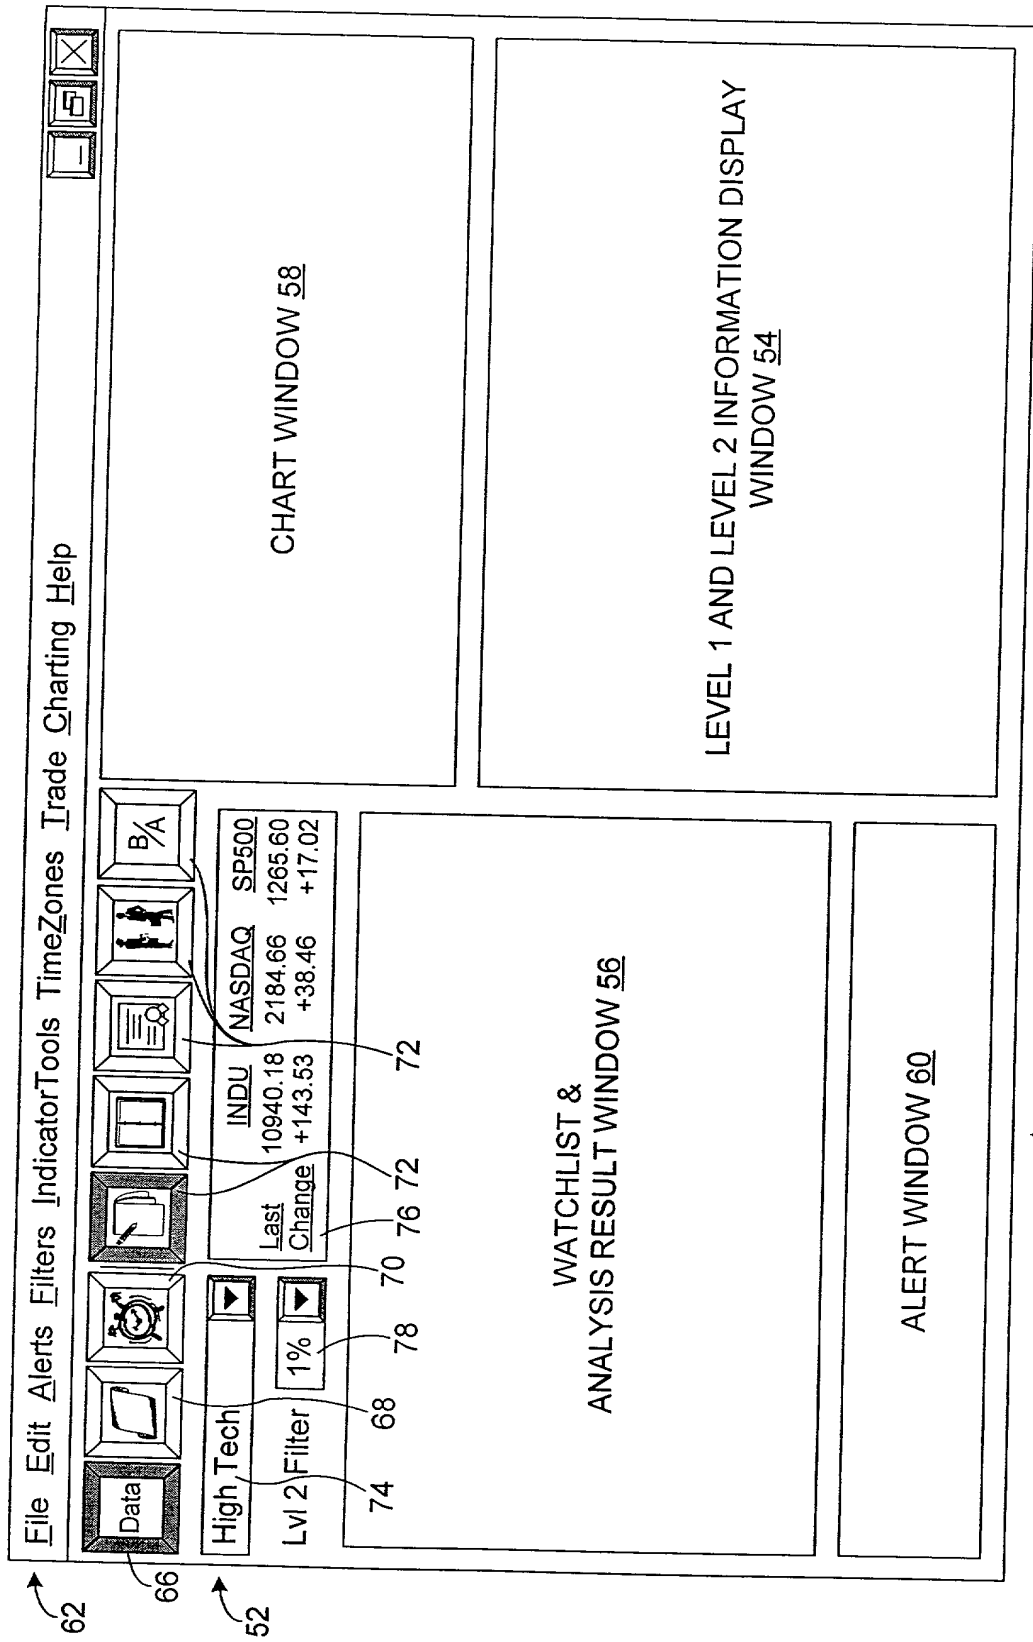 File Edit Alerts Filters IndicatorTools TimeZones Trade Charting Help
62
Data
B/A
66
52
High Tech
74
68
70
72
72
Lvl 2 Filter 1%
78
76
INDU NASDAQ SP500
Last 10940.18 2184.66 1265.60
Change +143.53 +38.46 +17.02
CHART WINDOW 58
WATCHLIST &
ANALYSIS RESULT WINDOW 56
LEVEL 1 AND LEVEL 2 INFORMATION DISPLAY
WINDOW 54
ALERT WINDOW 60